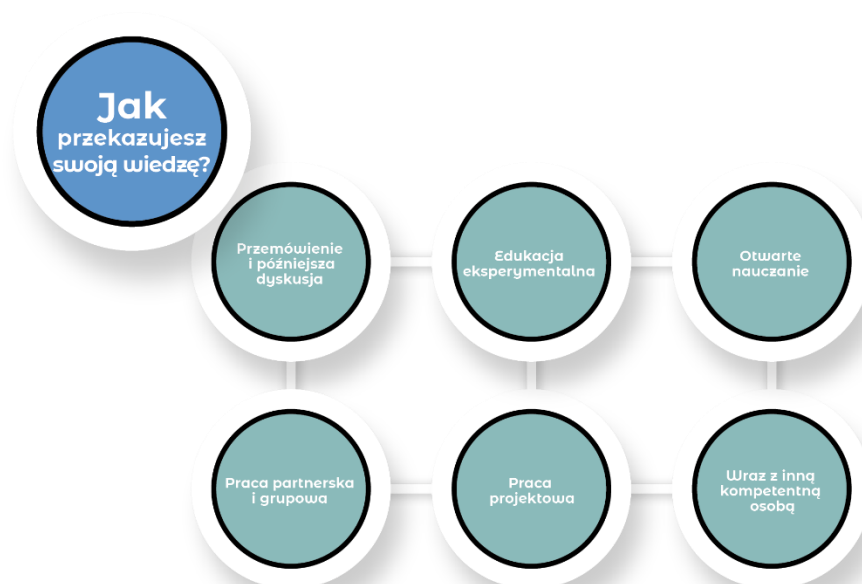 Jak
przekazujesz
swoją wiedzę?
Przemówienie
i późniejsza
dyskusja
Edukacja
eksperymentalna
Otwarte
nauczanie
Praca partnerska
i grupowa
Praca
projektowa
Wraz z inną
kompetentną
osobą